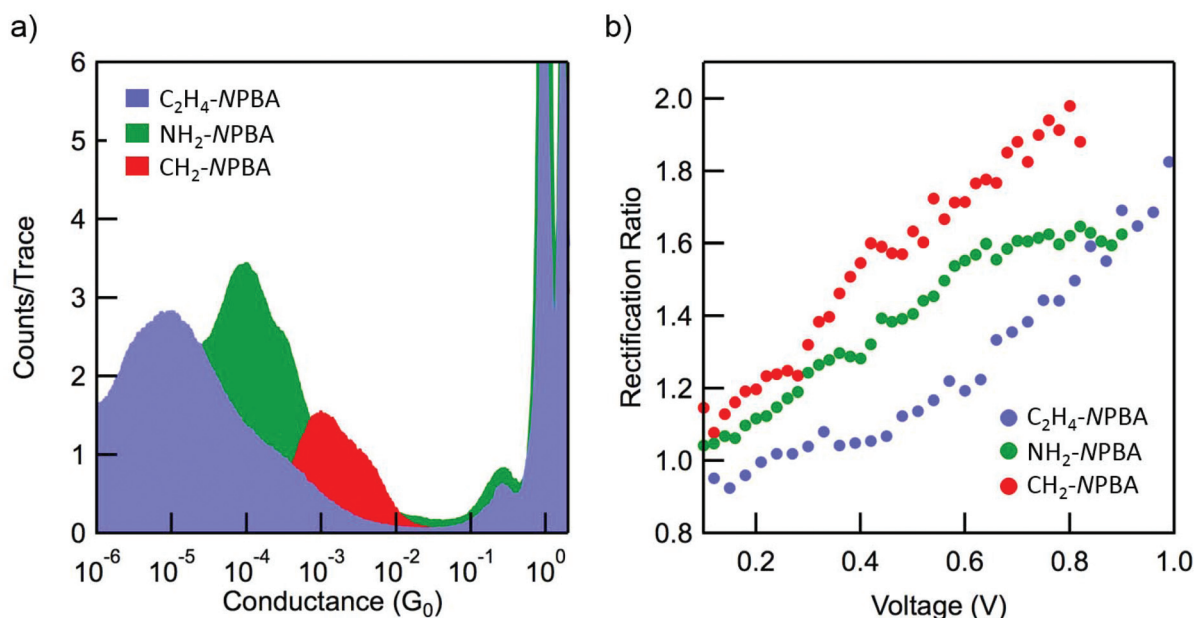 a)
6
5
4
3
2
1
0
Counts/Trace
C₂H₄-NPBA
NH₂-NPBA
CH₂-NPBA
10⁻⁶ 10⁻⁵ 10⁻⁴ 10⁻³ 10⁻² 10⁻¹ 10⁰
Conductance (G₀)
b)
2.0
1.8
1.6
1.4
1.2
1.0
0.8
Rectification Ratio
C₂H₄-NPBA
NH₂-NPBA
CH₂-NPBA
0.2 0.4 0.6 0.8 1.0
Voltage (V)